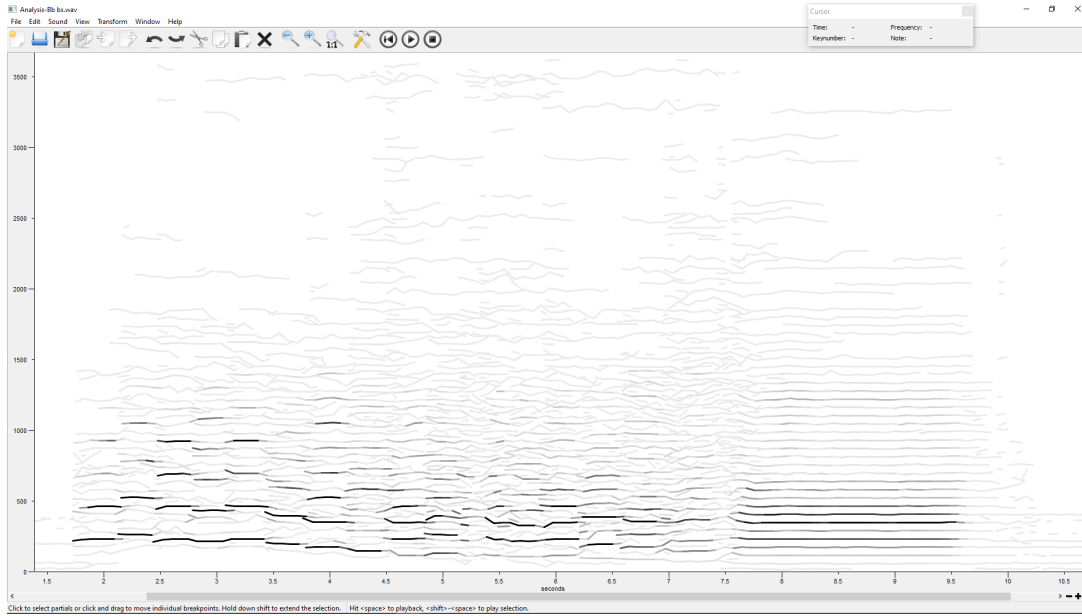 Analysis-Bb bs.wav
File Edit Sound View Transform Window Help
1:1
Cursor
Time: - Frequency: -
Keynumber: - Note: -
3500
3000
2500
2000
1500
1000
500
0
1.5 2 2.5 3 3.5 4 4.5 5 5.5 6 6.5 7 7.5 8 8.5 9 9.5 10 10.5
seconds
Click to select partials or click and drag to move individual breakpoints. Hold down shift to extend the selection. Hit <space> to playback, <shift>-<space> to play selection.